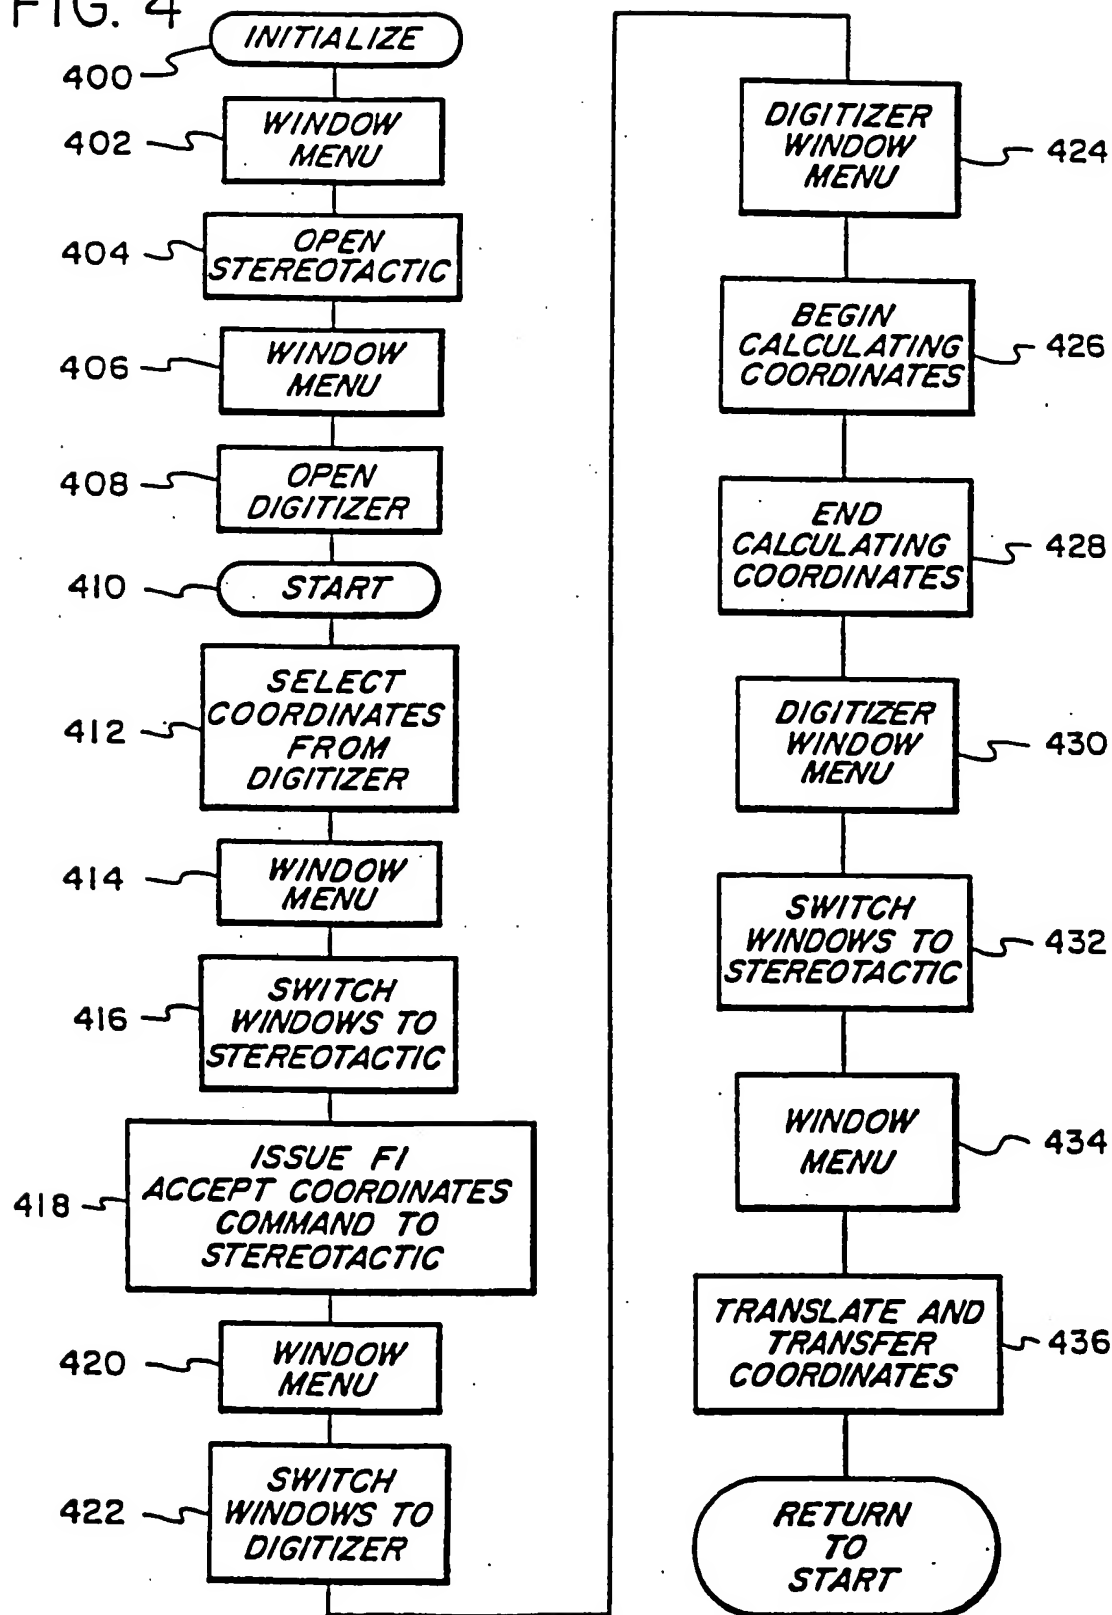 FIG. 4
INITIALIZE
400
WINDOW
MENU
402
OPEN
STEREOTACTIC
404
WINDOW
MENU
406
OPEN
DIGITIZER
408
START
410
SELECT
COORDINATES
FROM
DIGITIZER
412
WINDOW
MENU
414
SWITCH
WINDOWS TO
STEREOTACTIC
416
ISSUE F1
ACCEPT COORDINATES
COMMAND TO
STEREOTACTIC
418
WINDOW
MENU
420
SWITCH
WINDOWS TO
DIGITIZER
422
DIGITIZER
WINDOW
MENU
424
BEGIN
CALCULATING
COORDINATES
426
END
CALCULATING
COORDINATES
428
DIGITIZER
WINDOW
MENU
430
SWITCH
WINDOWS TO
STEREOTACTIC
432
WINDOW
MENU
434
TRANSLATE AND
TRANSFER
COORDINATES
436
RETURN
TO
START